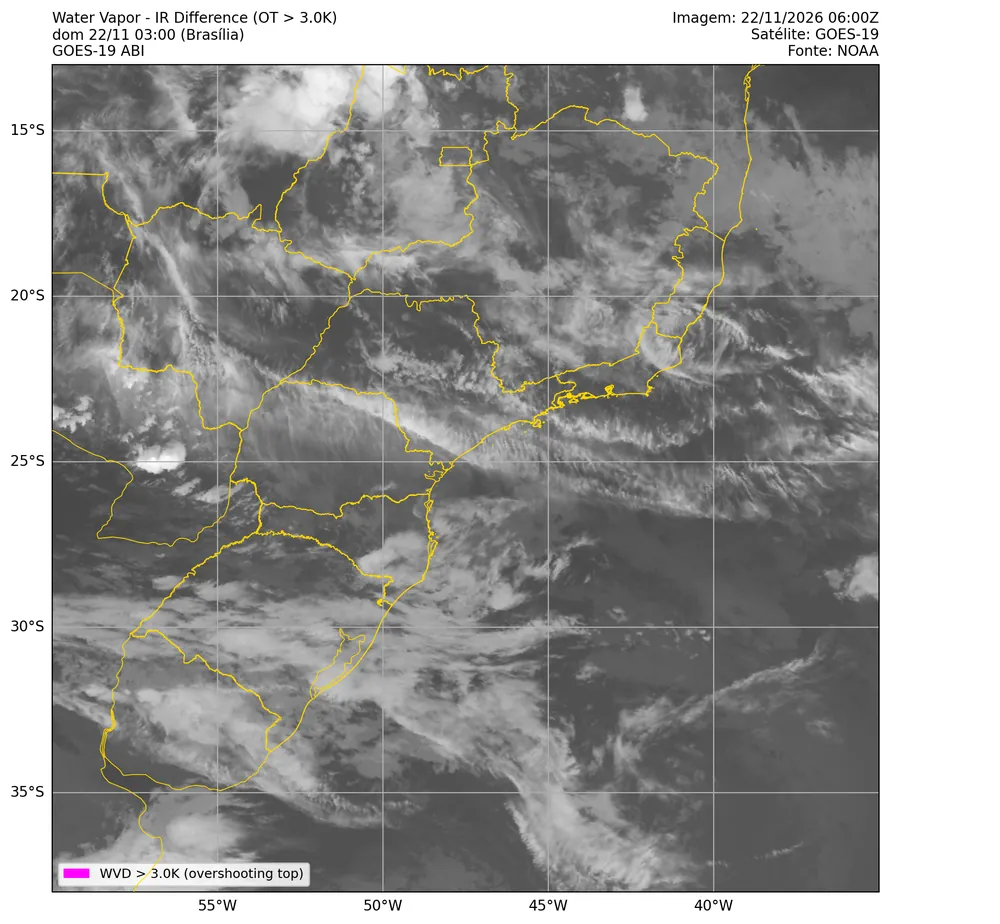 Water Vapor - IR Difference (OT > 3.0K)
dom 22/11 03:00 (Brasília)
GOES-19 ABI
Imagem: 22/11/2026 06:00Z
Satélite: GOES-19
Fonte: NOAA
15°S
20°S
25°S
30°S
35°S
WVD > 3.0K (overshooting top)
55°W
50°W
45°W
40°W